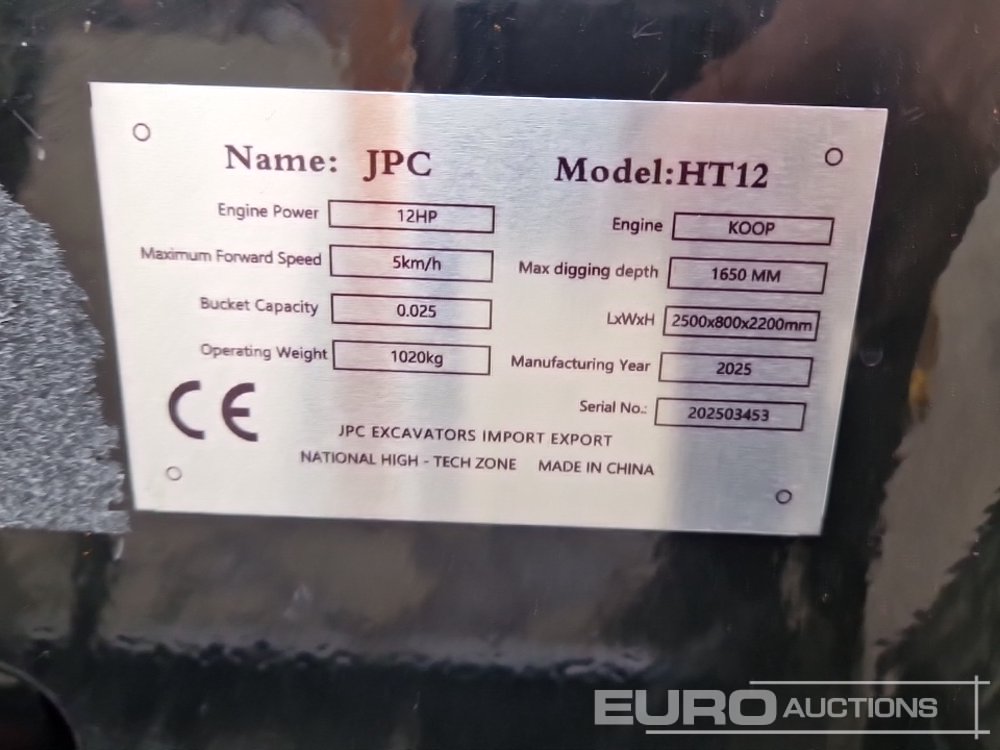 Name: JPC Model:HT12
Engine Power 12HP Engine KOOP
Maximum Forward Speed 5km/h Max digging depth 1650 MM
Bucket Capacity 0.025 LxWxH 2500x800x2200mm
Operating Weight 1020kg Manufacturing Year 2025
CE Serial No.: 202503453
JPC EXCAVATORS IMPORT EXPORT
NATIONAL HIGH - TECH ZONE MADE IN CHINA
EURO AUCTIONS